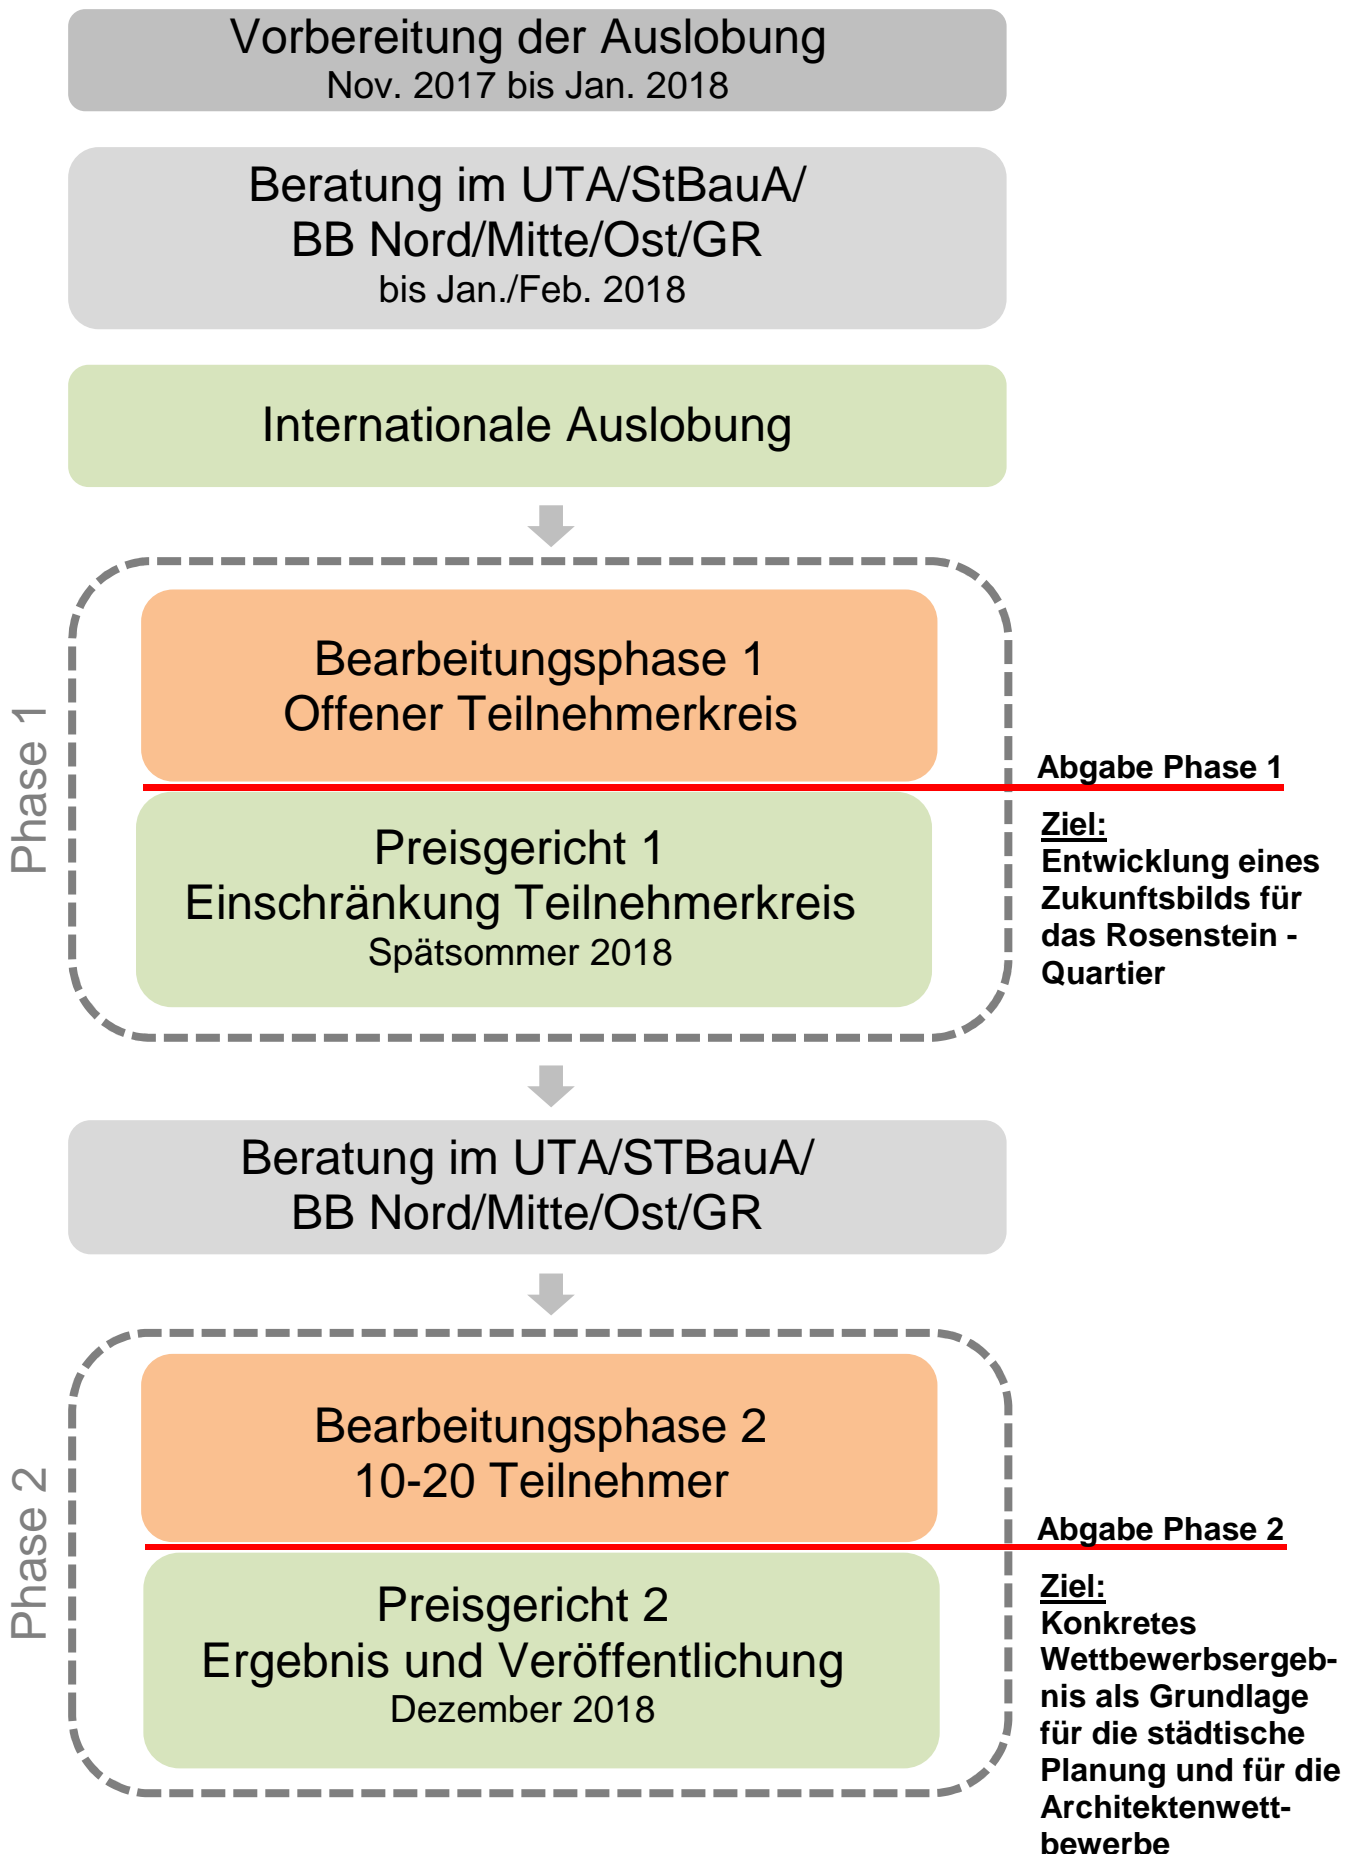 Vorbereitung der Auslobung
Nov. 2017 bis Jan. 2018
Beratung im UTA/StBauA/
BB Nord/Mitte/Ost/GR
bis Jan./Feb. 2018
Internationale Auslobung
Phase 1
Bearbeitungsphase 1
Offener Teilnehmerkreis
Abgabe Phase 1
Preisgericht 1
Einschränkung Teilnehmerkreis
Spätsommer 2018
Ziel:
Entwicklung eines
Zukunftsbilds für
das Rosenstein -
Quartier
Beratung im UTA/STBauA/
BB Nord/Mitte/Ost/GR
Phase 2
Bearbeitungsphase 2
10-20 Teilnehmer
Abgabe Phase 2
Preisgericht 2
Ergebnis und Veröffentlichung
Dezember 2018
Ziel:
Konkretes
Wettbewerbsergeb-
nis als Grundlage
für die städtische
Planung und für die
Architektenwett-
bewerbe